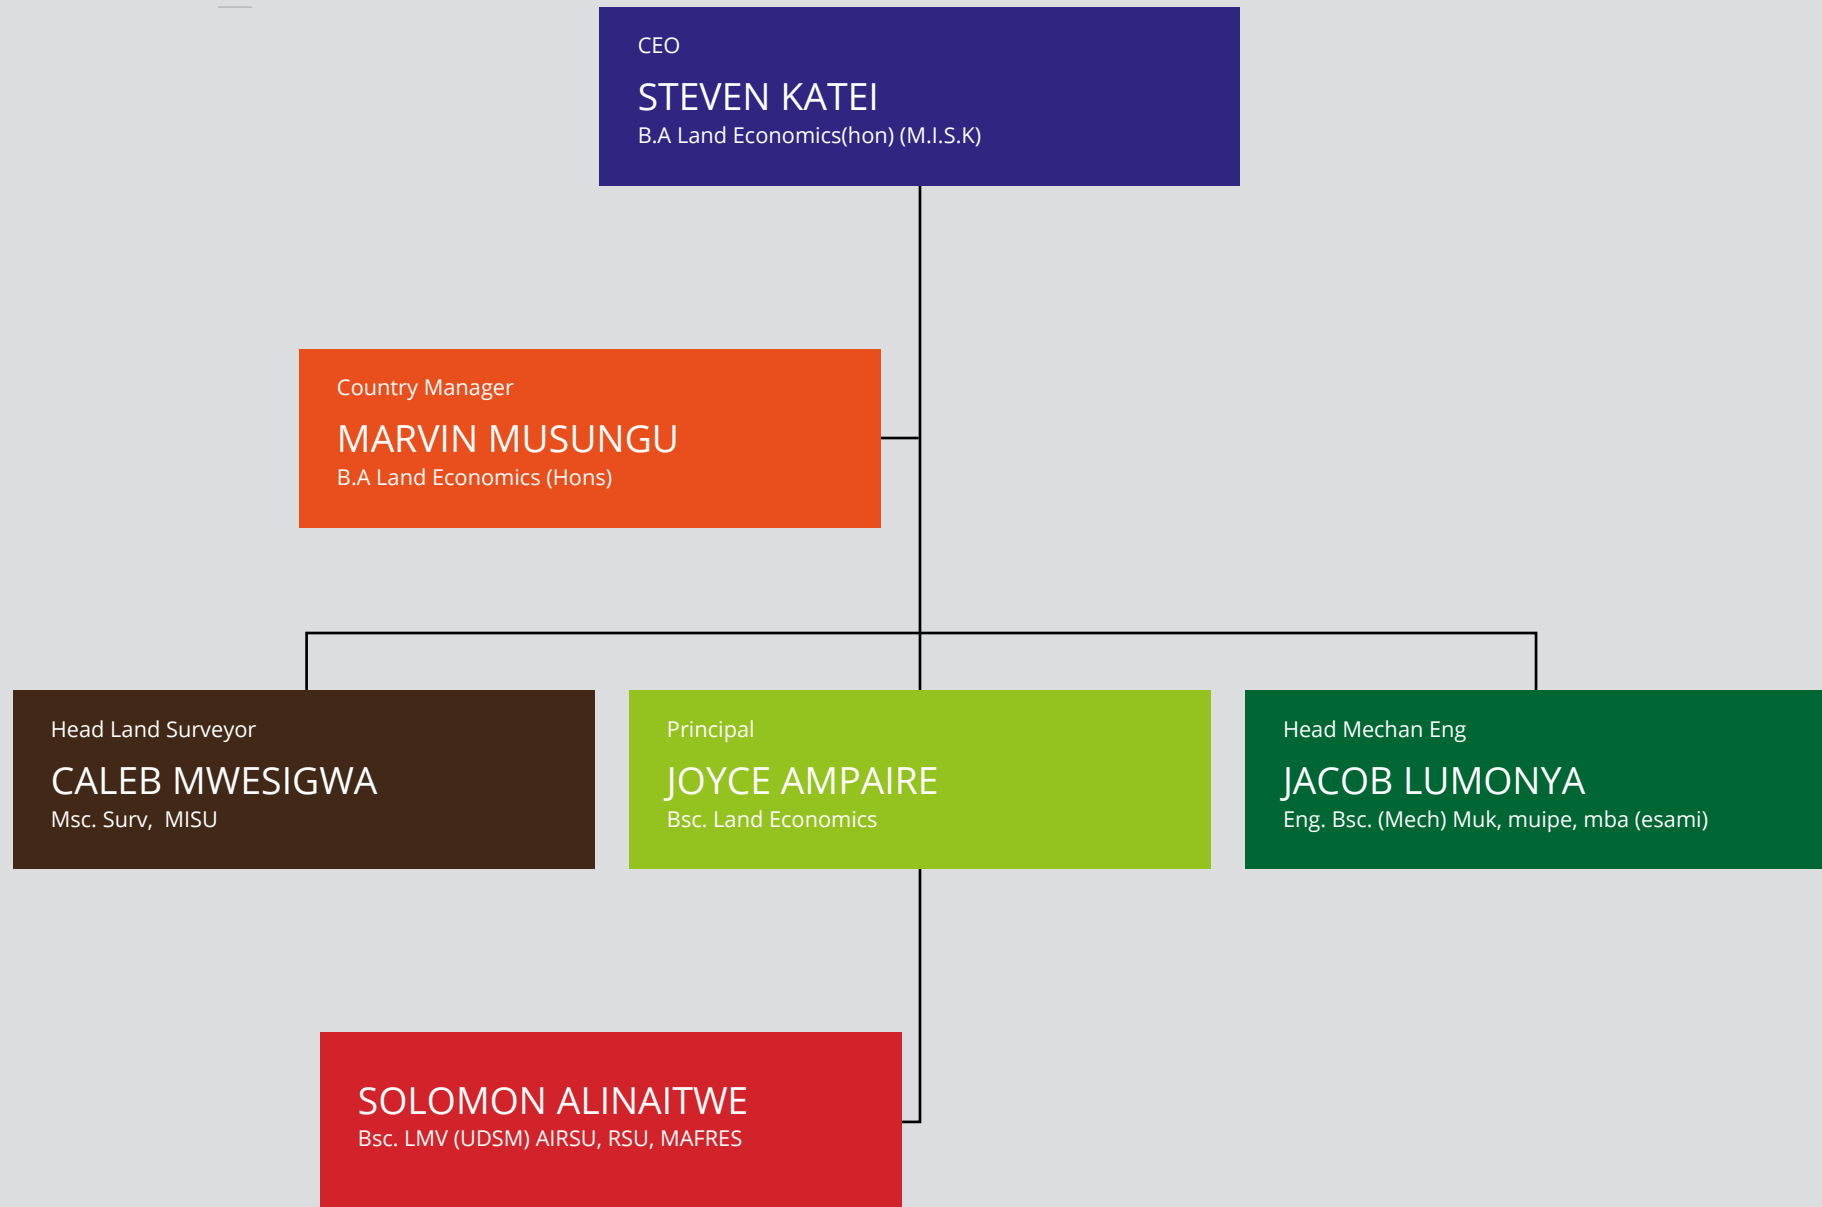 CEO
STEVEN KATEI
B.A Land Economics(hon) (M.I.S.K)
Country Manager
MARVIN MUSUNGU
B.A Land Economics (Hons)
Head Land Surveyor
CALEB MWESIGWA
Msc. Surv, MISU
Principal
JOYCE AMPAIRE
Bsc. Land Economics
Head Mechan Eng
JACOB LUMONYA
Eng. Bsc. (Mech) Muk, muipe, mba (esami)
SOLOMON ALINAITWE
Bsc. LMV (UDSM) AIRSU, RSU, MAFRES